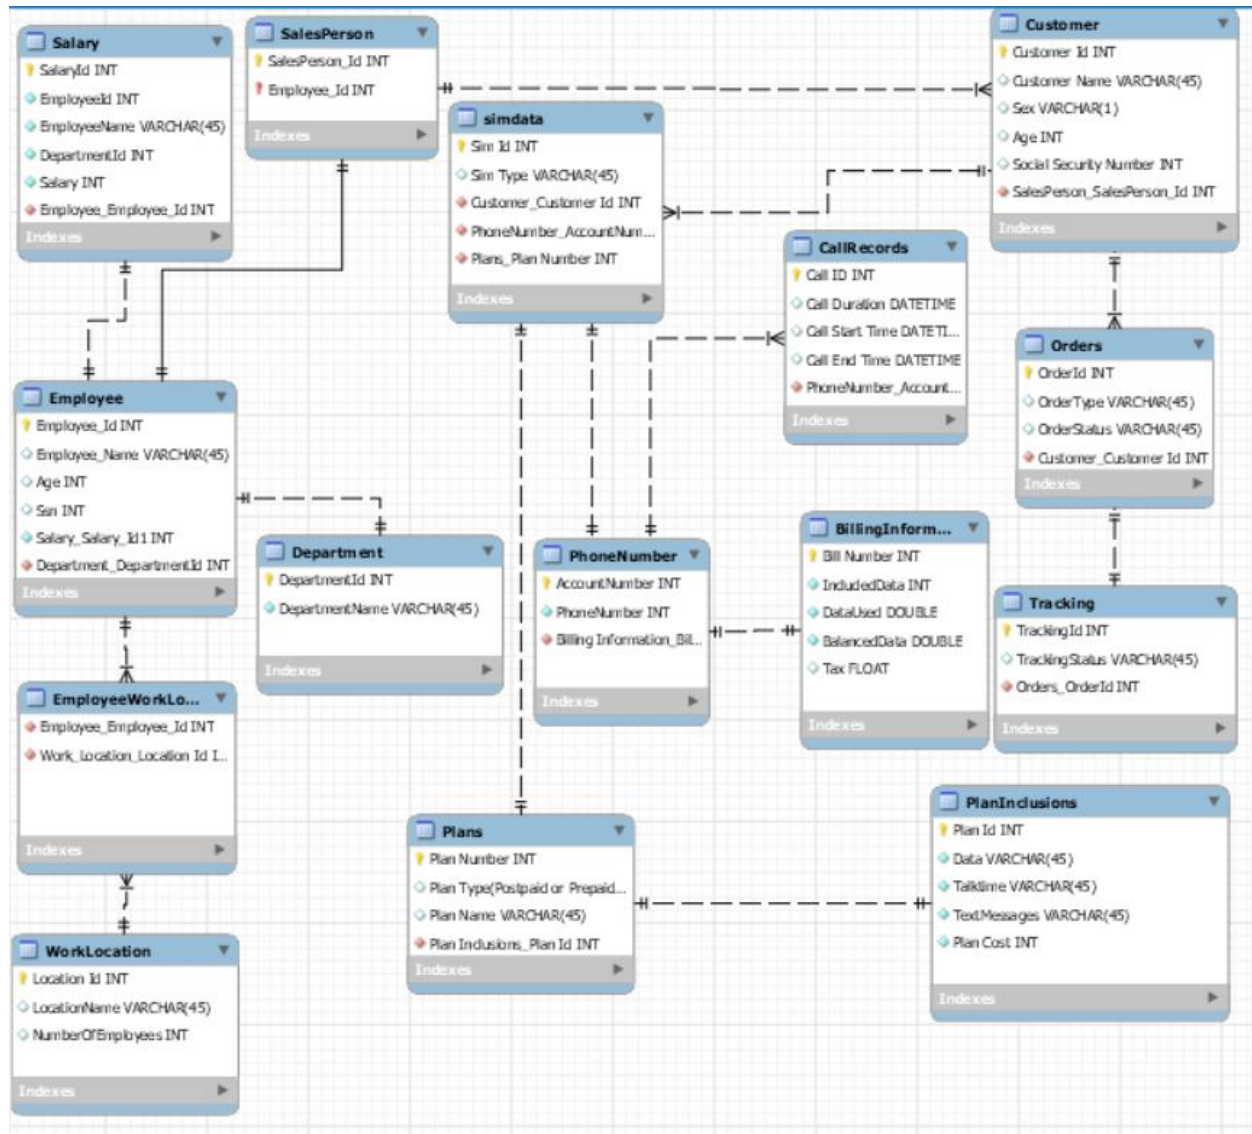 Salary
SalaryId INT
EmployeeId INT
EmployeeName VARCHAR(45)
DepartmentId INT
Salary INT
Employee_Employee_Id INT
Indexes
SalesPerson
SalesPerson_Id INT
Employee_Id INT
Indexes
simdata
Sim Id INT
Sim Type VARCHAR(45)
Customer_Customer Id INT
PhoneNumber_AccountNum...
Plans_Plan Number INT
Indexes
Customer
Customer Id INT
Customer Name VARCHAR(45)
Sex VARCHAR(1)
Age INT
Social Security Number INT
SalesPerson_SalesPerson_Id INT
Indexes
CallRecords
Call ID INT
Call Duration DATETIME
Call Start Time DATETI...
Call End Time DATETIME
PhoneNumber_Account...
Indexes
Orders
OrderId INT
OrderType VARCHAR(45)
OrderStatus VARCHAR(45)
Customer_Customer Id INT
Indexes
Employee
Employee_Id INT
Employee_Name VARCHAR(45)
Age INT
Ssn INT
Salary_Salary_Id1 INT
Department_DepartmentId INT
Indexes
Department
DepartmentId INT
DepartmentName VARCHAR(45)
Indexes
PhoneNumber
AccountNumber INT
PhoneNumber INT
Billing Information_Bil...
Indexes
BillingInform...
Bill Number INT
IndudedData INT
DataUsed DOUBLE
BalancedData DOUBLE
Tax FLOAT
Indexes
Tracking
TrackingId INT
TrackingStatus VARCHAR(45)
Orders_OrderId INT
Indexes
EmployeeWorkLo...
Employee_Employee_Id INT
Work_Location_Location Id I...
Indexes
Plans
Plan Number INT
Plan Type(Postpaid or Prepaid...
Plan Name VARCHAR(45)
Plan Inclusions_Plan Id INT
Indexes
PlanInclusions
Plan Id INT
Data VARCHAR(45)
Talktime VARCHAR(45)
TextMessages VARCHAR(45)
Plan Cost INT
Indexes
WorkLocation
Location Id INT
LocationName VARCHAR(45)
NumberOfEmployees INT
Indexes